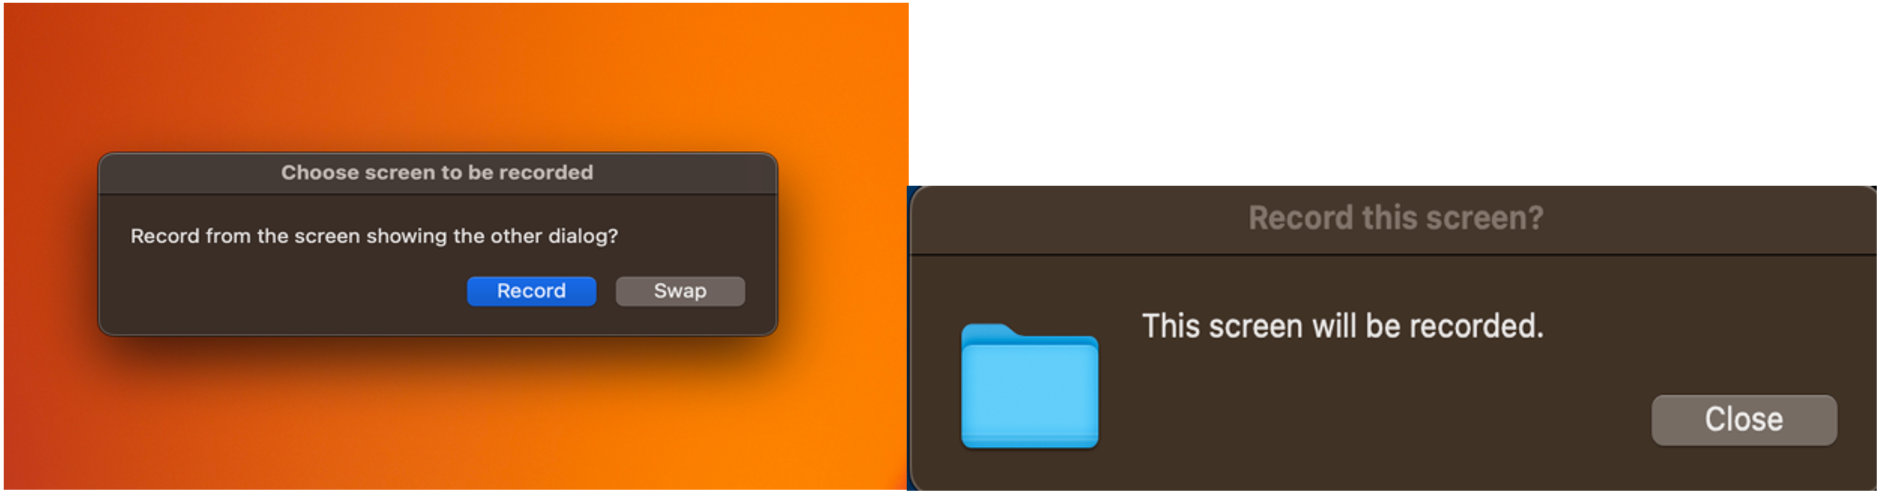 Choose screen to be recorded
Record from the screen showing the other dialog?
Record Swap
Record this screen?
This screen will be recorded.
Close